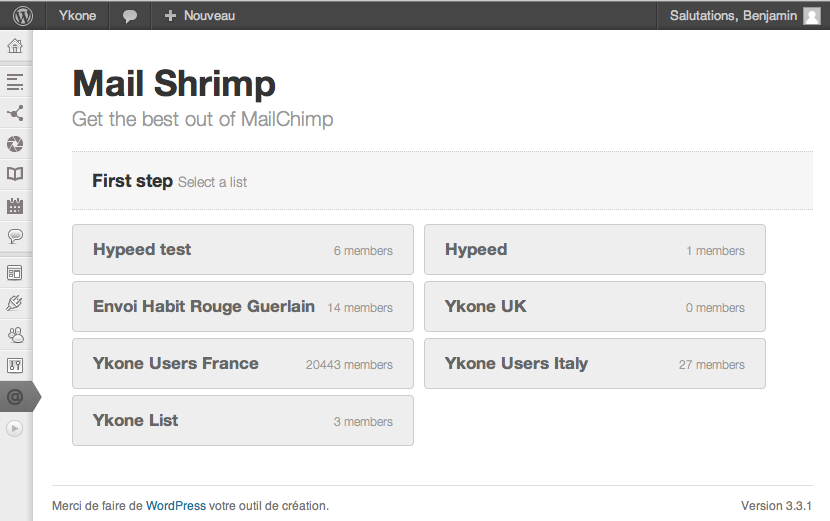 Ykone
Nouveau
Salutations, Benjamin
Mail Shrimp
Get the best out of MailChimp
First step Select a list
Hypeed test 6 members
Hypeed 1 members
Envoi Habit Rouge Guerlain 14 members
Ykone UK 0 members
Ykone Users France 20443 members
Ykone Users Italy 27 members
Ykone List 3 members
Merci de faire de WordPress votre outil de création.
Version 3.3.1